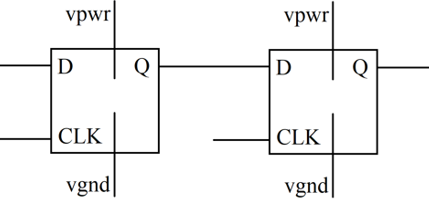 vpwr vpwr
D Q D Q
CLK CLK
vgnd vgnd